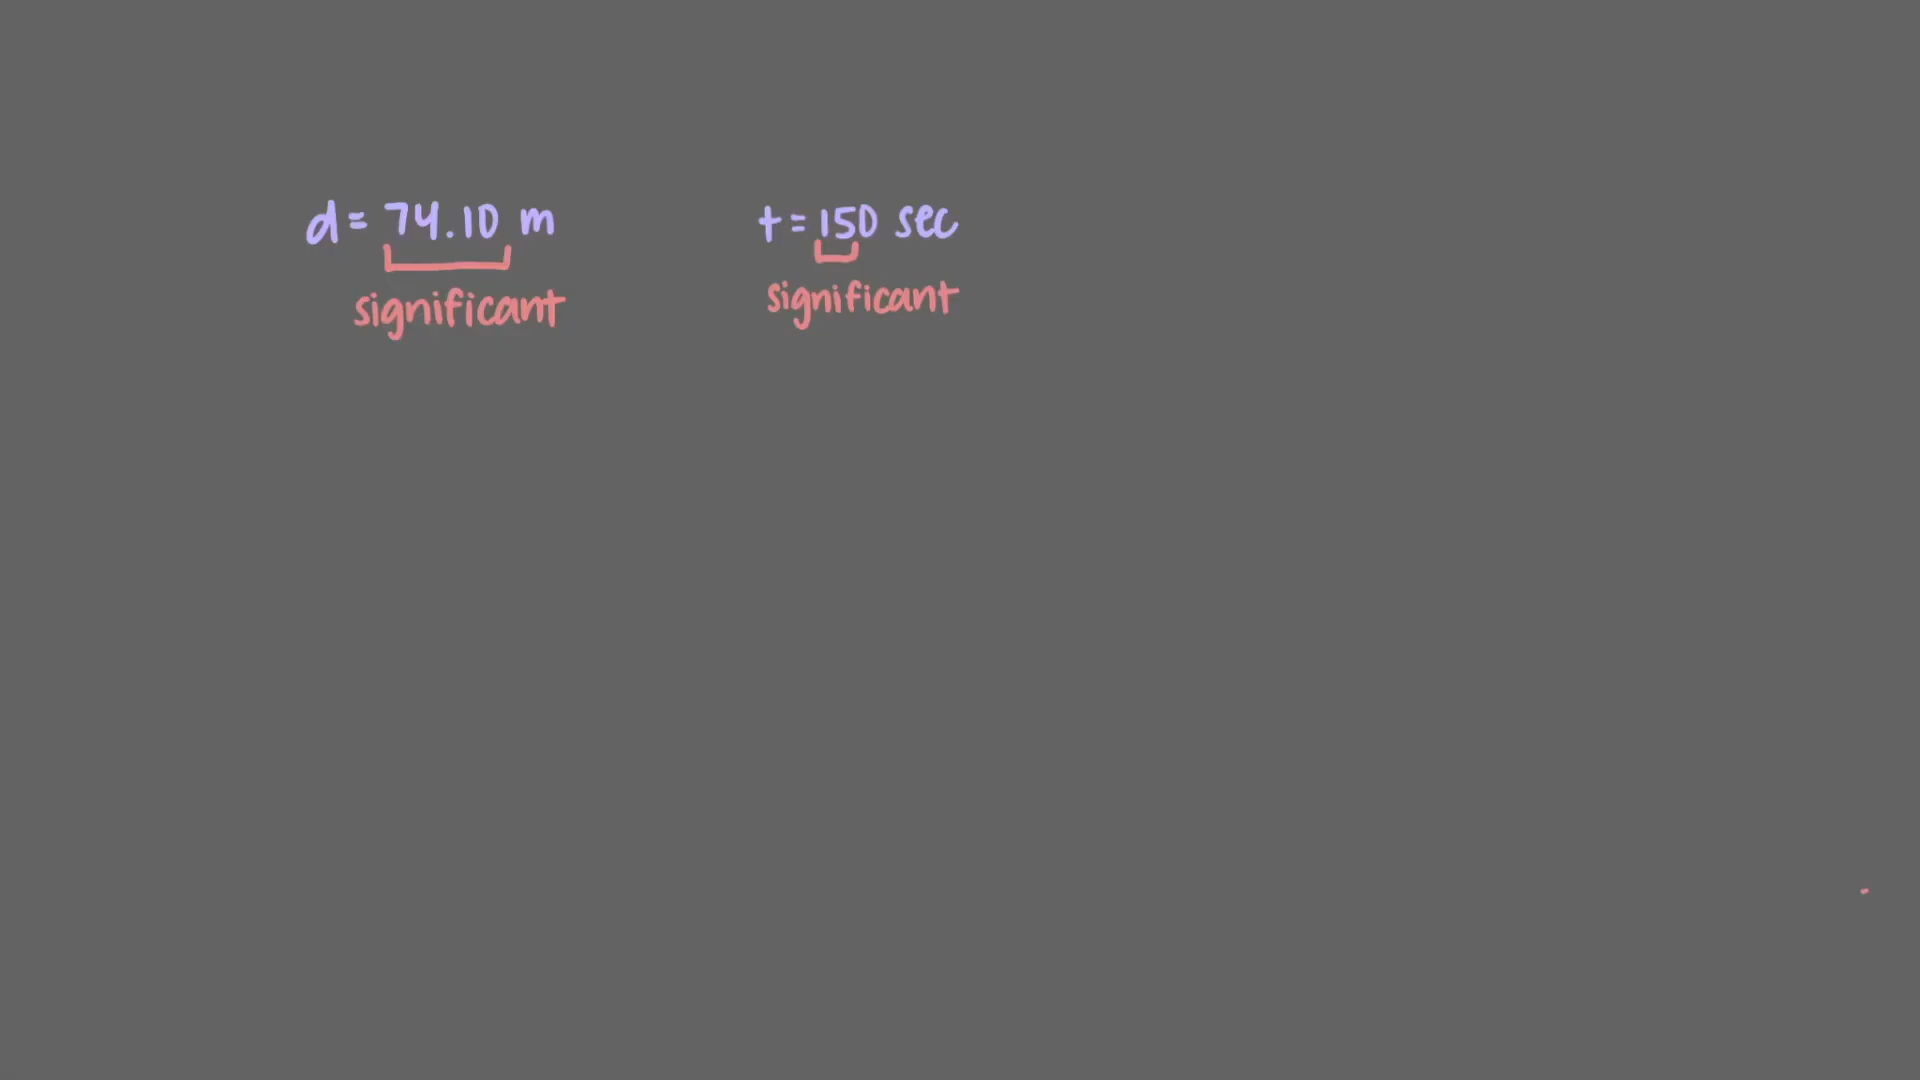 d = 74.10 m
t = 150 sec
significant
significant